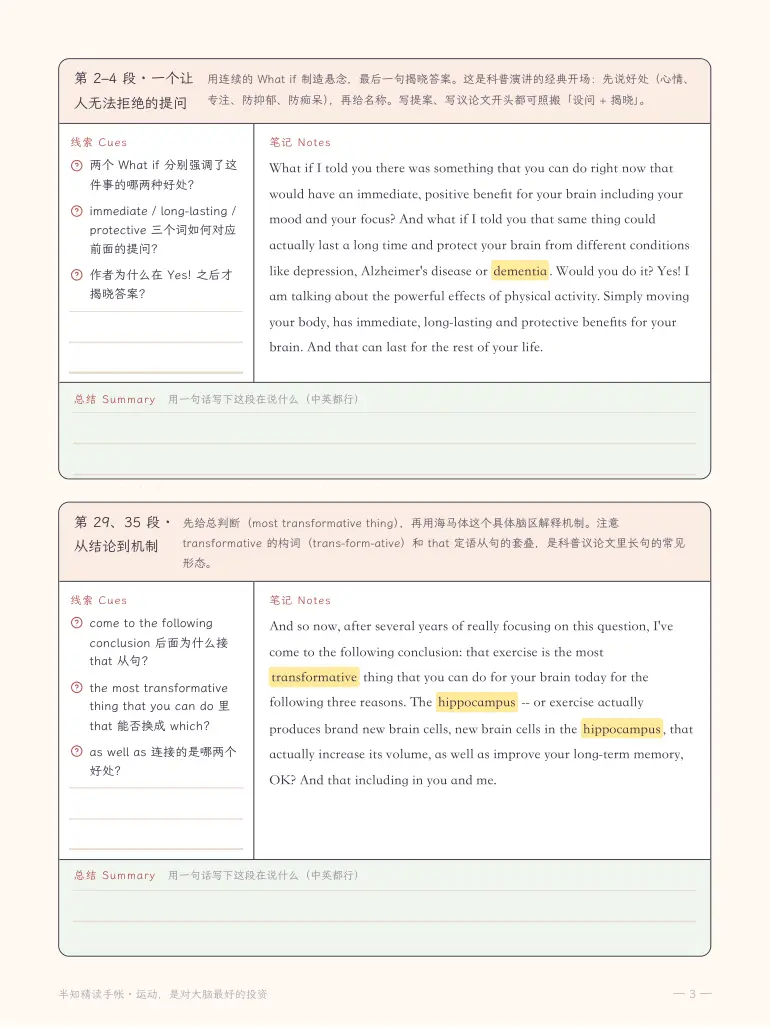 第 2–4 段・一个让
人无法拒绝的提问
用连续的 What if 制造悬念，最后一句揭晓答案。这是科普演讲的经典开场：先说好处（心情、
专注、防抑郁、防痴呆），再给名称。写提案、写议论文开头都可照搬「设问 + 揭晓」。
线索 Cues
两个 What if 分别强调了这
件事的哪两种好处？
immediate / long-lasting /
protective 三个词如何对应
前面的提问？
作者为什么在 Yes! 之后才
揭晓答案？
笔记 Notes
What if I told you there was something that you can do right now that
would have an immediate, positive benefit for your brain including your
mood and your focus? And what if I told you that same thing could
actually last a long time and protect your brain from different conditions
like depression, Alzheimer's disease or dementia. Would you do it? Yes! I
am talking about the powerful effects of physical activity. Simply moving
your body, has immediate, long-lasting and protective benefits for your
brain. And that can last for the rest of your life.
总结 Summary 用一句话写下这段在说什么（中英都行）
第 29、35 段・
从结论到机制
先给总判断（most transformative thing），再用海马体这个具体脑区解释机制。注意
transformative 的构词（trans-form-ative）和 that 定语从句的套叠，是科普议论文里长句的常见
形态。
线索 Cues
come to the following
conclusion 后面为什么接
that 从句？
the most transformative
thing that you can do 里
that 能否换成 which？
as well as 连接的是哪两个
好处？
笔记 Notes
And so now, after several years of really focusing on this question, I've
come to the following conclusion: that exercise is the most
transformative thing that you can do for your brain today for the
following three reasons. The hippocampus -- or exercise actually
produces brand new brain cells, new brain cells in the hippocampus, that
actually increase its volume, as well as improve your long-term memory,
OK? And that including in you and me.
总结 Summary 用一句话写下这段在说什么（中英都行）
半知精读手帐・运动，是对大脑最好的投资
— 3 —